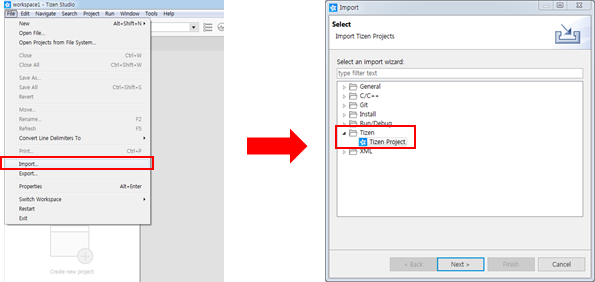 workspace1 - Tizen Studio
File Edit Navigate Search Project Run Window Tools Help
New Alt+Shift+N
Open File...
Open Projects from File System...
Close Ctrl+W
Close All Ctrl+Shift+W
Save Ctrl+S
Save As...
Save All Ctrl+Shift+S
Revert
Move...
Rename... F2
Refresh F5
Convert Line Delimiters To
Print... Ctrl+P
Import...
Export...
Properties Alt+Enter
Switch Workspace
Restart
Exit
Create new project
Import
Select
Import Tizen Projects
Select an import wizard:
type filter text
General
C/C++
Git
Install
Run/Debug
Tizen
Tizen Project
XML
< Back Next > Finish Cancel